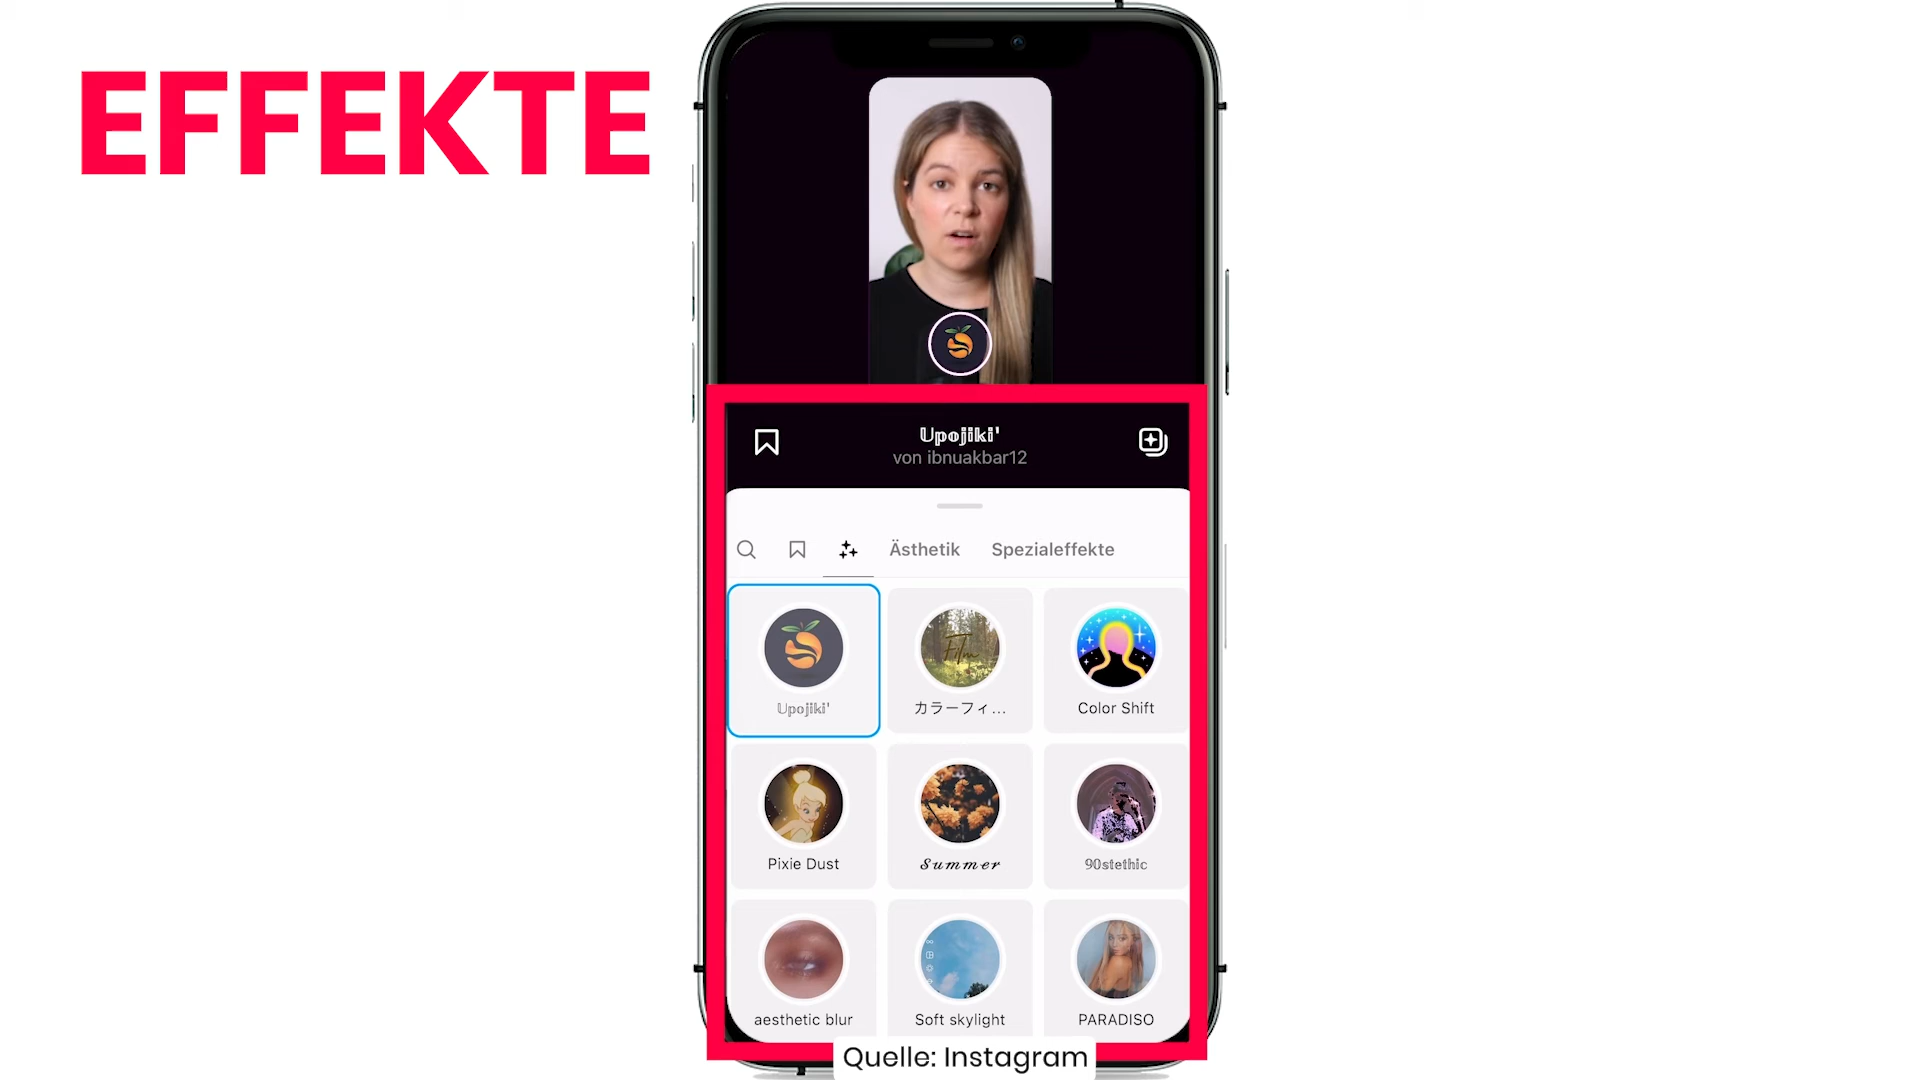 EFFEKTE
𝕌𝕡𝕠𝕛𝕚𝕜𝕚'
von ibnuakbar12
Ästhetik Spezialeffekte
𝕌𝕡𝕠𝕛𝕚𝕜𝕚' カラーフィ... Color Shift
Film
Pixie Dust 𝓢𝓾𝓶𝓶𝓮𝓻 𝟡𝟘𝕤𝕥𝕖𝕥𝕙𝕚𝕔
aesthetic blur Soft skylight PARADISO
Quelle: Instagram